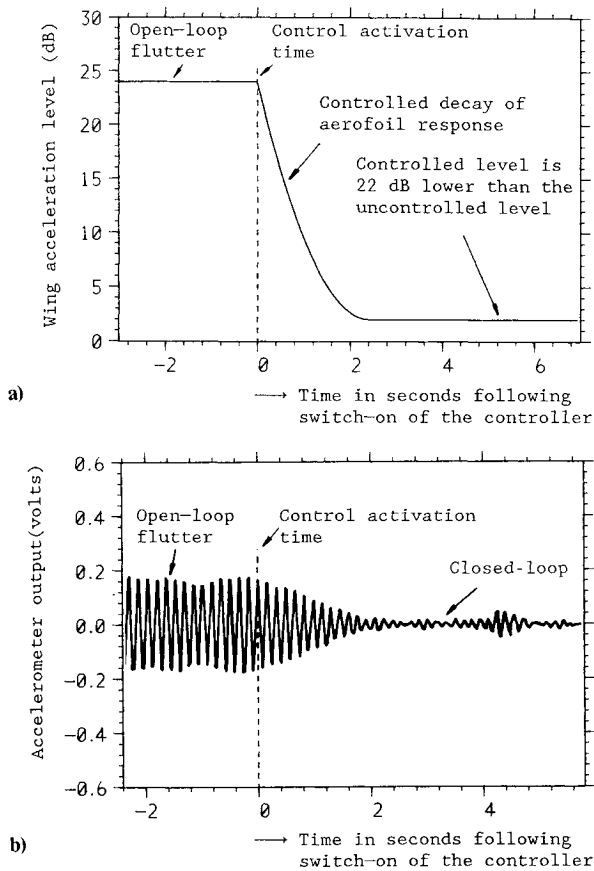 Wing acceleration level (dB)
30
25
20
15
10
5
0
Open-loop
flutter
Control activation
time
Controlled decay of
aerofoil response
Controlled level is
22 dB lower than the
uncontrolled level
-2
0
2
4
6
a)
→ Time in seconds following
switch-on of the controller
Accelerometer output(volts)
0.6
0.4
0.2
0.0
-0.2
-0.4
-0.6
Open-loop
flutter
Control activation
time
Closed-loop
-2
0
2
4
b)
→ Time in seconds following
switch-on of the controller